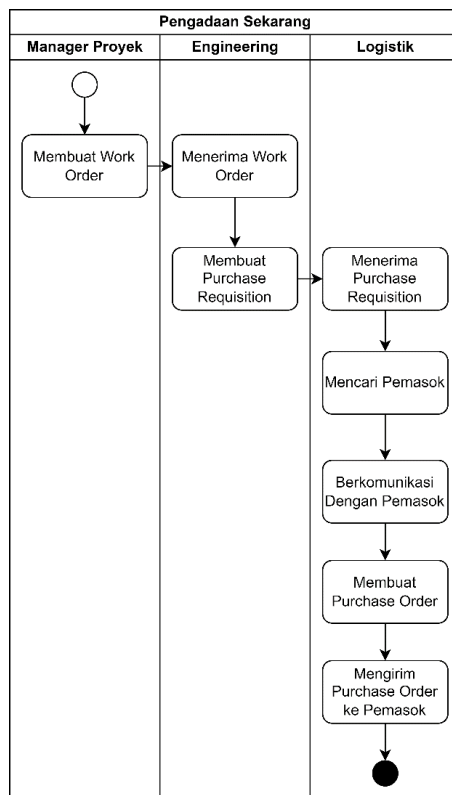 Pengadaan Sekarang
Manager Proyek
Engineering
Logistik
Membuat Work
Order
Menerima Work
Order
Membuat
Purchase
Requisition
Menerima
Purchase
Requisition
Mencari Pemasok
Berkomunikasi
Dengan Pemasok
Membuat
Purchase Order
Mengirim
Purchase Order
ke Pemasok